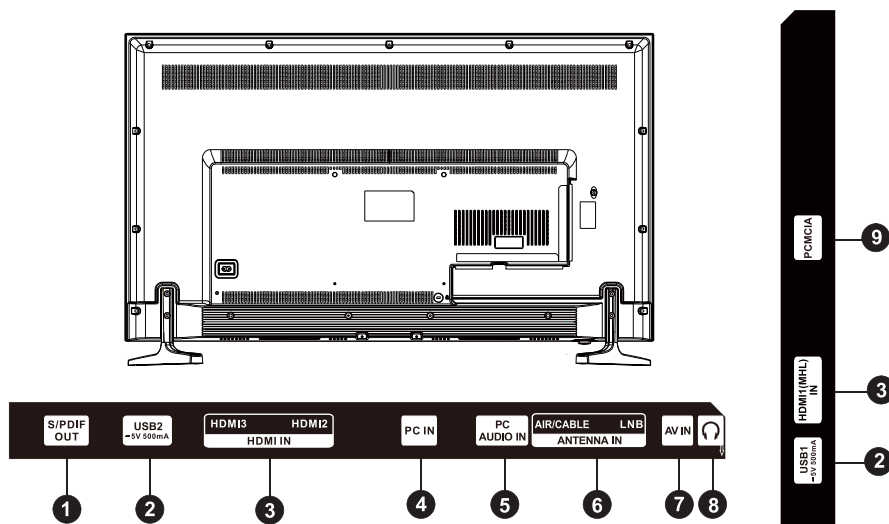 S/PDIF
OUT
USB2
5V 500mA
HDMI3 HDMI2
HDMI IN
PC IN
PC
AUDIO IN
AIR/CABLE LNB
ANTENNA IN
AV IN
1
2
3
4
5
6
7
8
PCMCIA
9
HDMI1(MHL)
IN
3
USB1
5V 500mA
2